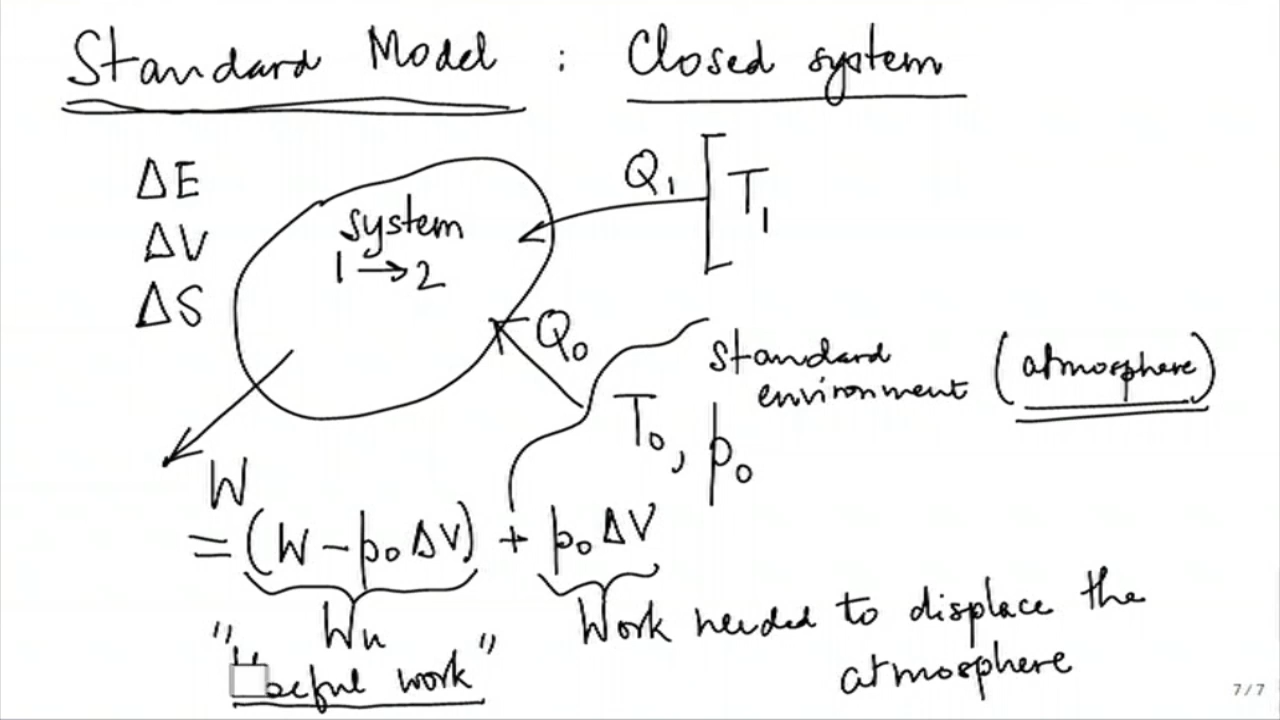 Standard Model : Closed system
ΔE
ΔV
ΔS
system
1 → 2
Q₁
T₁
Q₀
standard
environment (atmosphere)
T₀, p₀
W
= (W - p₀ΔV) + p₀ΔV
Wu
"Useful work"
Work needed to displace the
atmosphere
7/7